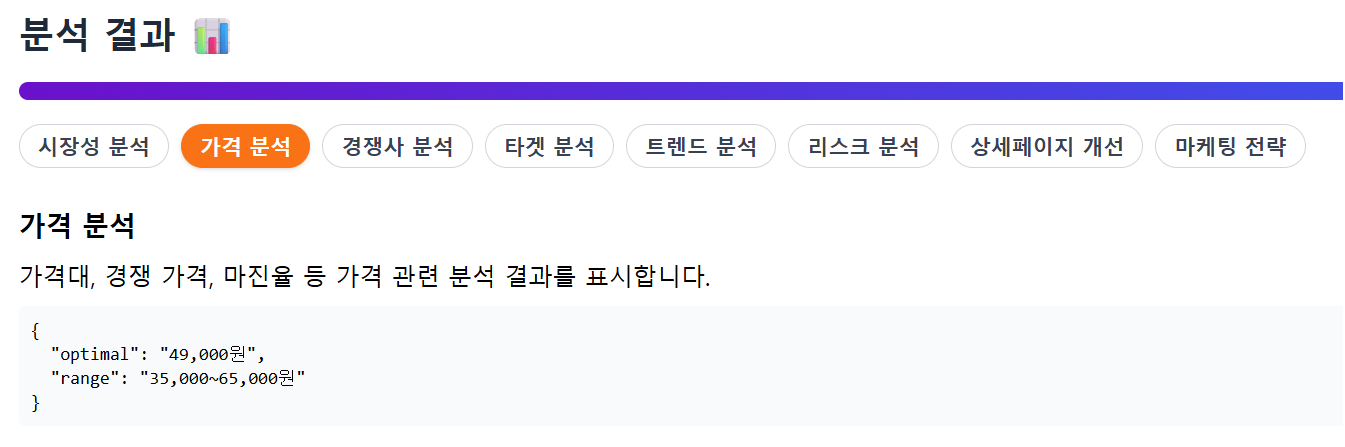 분석 결과 📊
시장성 분석 가격 분석 경쟁사 분석 타겟 분석 트렌드 분석 리스크 분석 상세페이지 개선 마케팅 전략
가격 분석
가격대, 경쟁 가격, 마진율 등 가격 관련 분석 결과를 표시합니다.
{
  "optimal": "49,000원",
  "range": "35,000~65,000원"
}